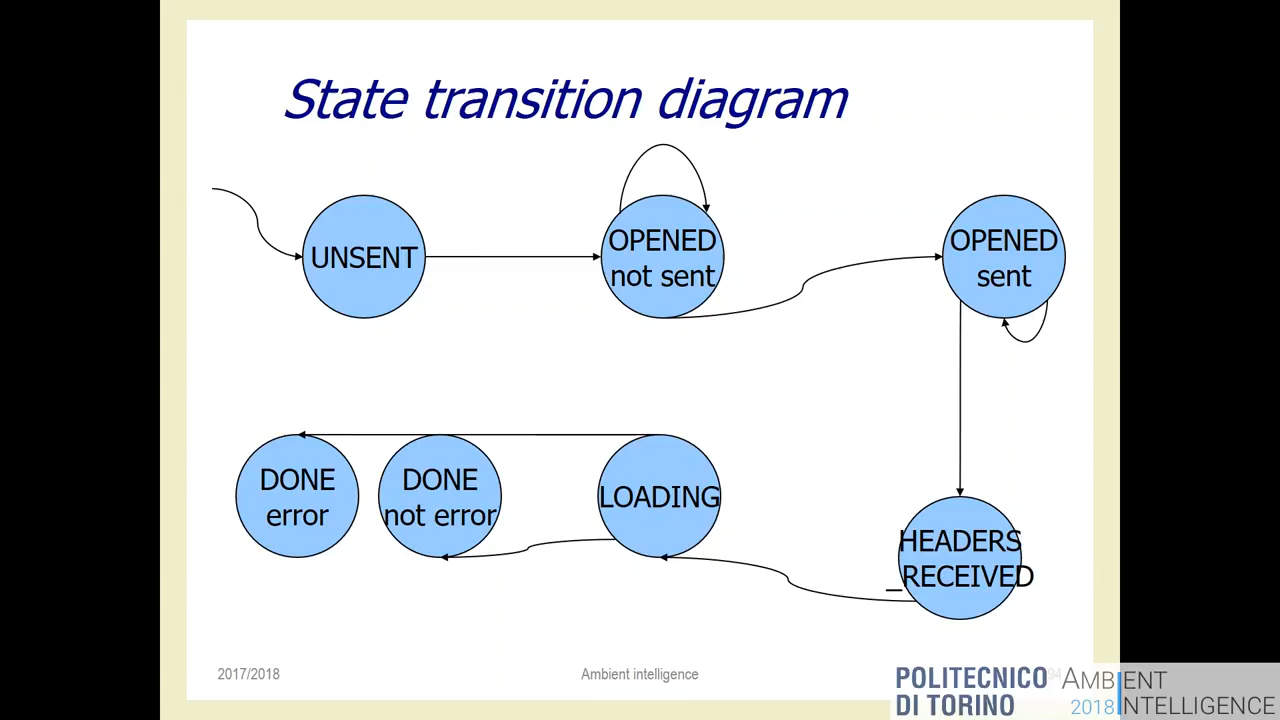 State transition diagram
UNSENT
OPENED
not sent
OPENED
sent
DONE
error
DONE
not error
LOADING
HEADERS
_RECEIVED
2017/2018
Ambient intelligence
POLITECNICO
DI TORINO
AMBIENT
2018 INTELLIGENCE